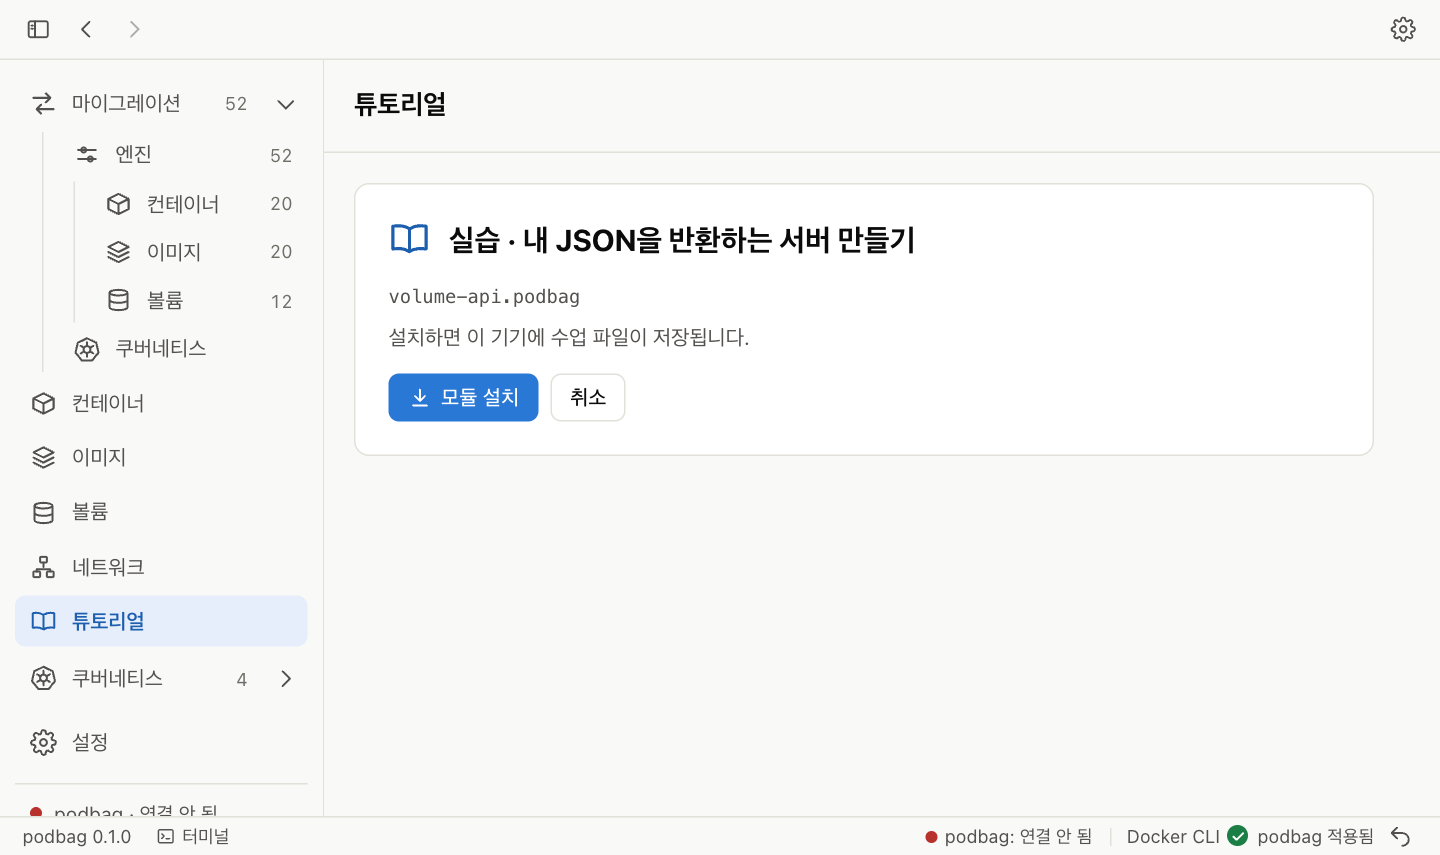 마이그레이션 52
엔진 52
컨테이너 20
이미지 20
볼륨 12
쿠버네티스
컨테이너
이미지
볼륨
네트워크
튜토리얼
쿠버네티스 4
설정
podbag · 연결 안 됨
튜토리얼
실습 · 내 JSON을 반환하는 서버 만들기
volume-api.podbag
설치하면 이 기기에 수업 파일이 저장됩니다.
모듈 설치 취소
podbag 0.1.0 터미널 podbag: 연결 안 됨 Docker CLI podbag 적용됨